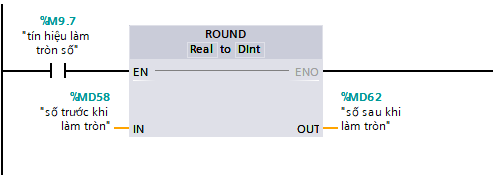 %M9.7
"tín hiệu làm
tròn số"
ROUND
Real to DInt
EN
ENO
%MD58
"số trước khi
làm tròn"
IN
OUT
%MD62
"số sau khi
làm tròn"